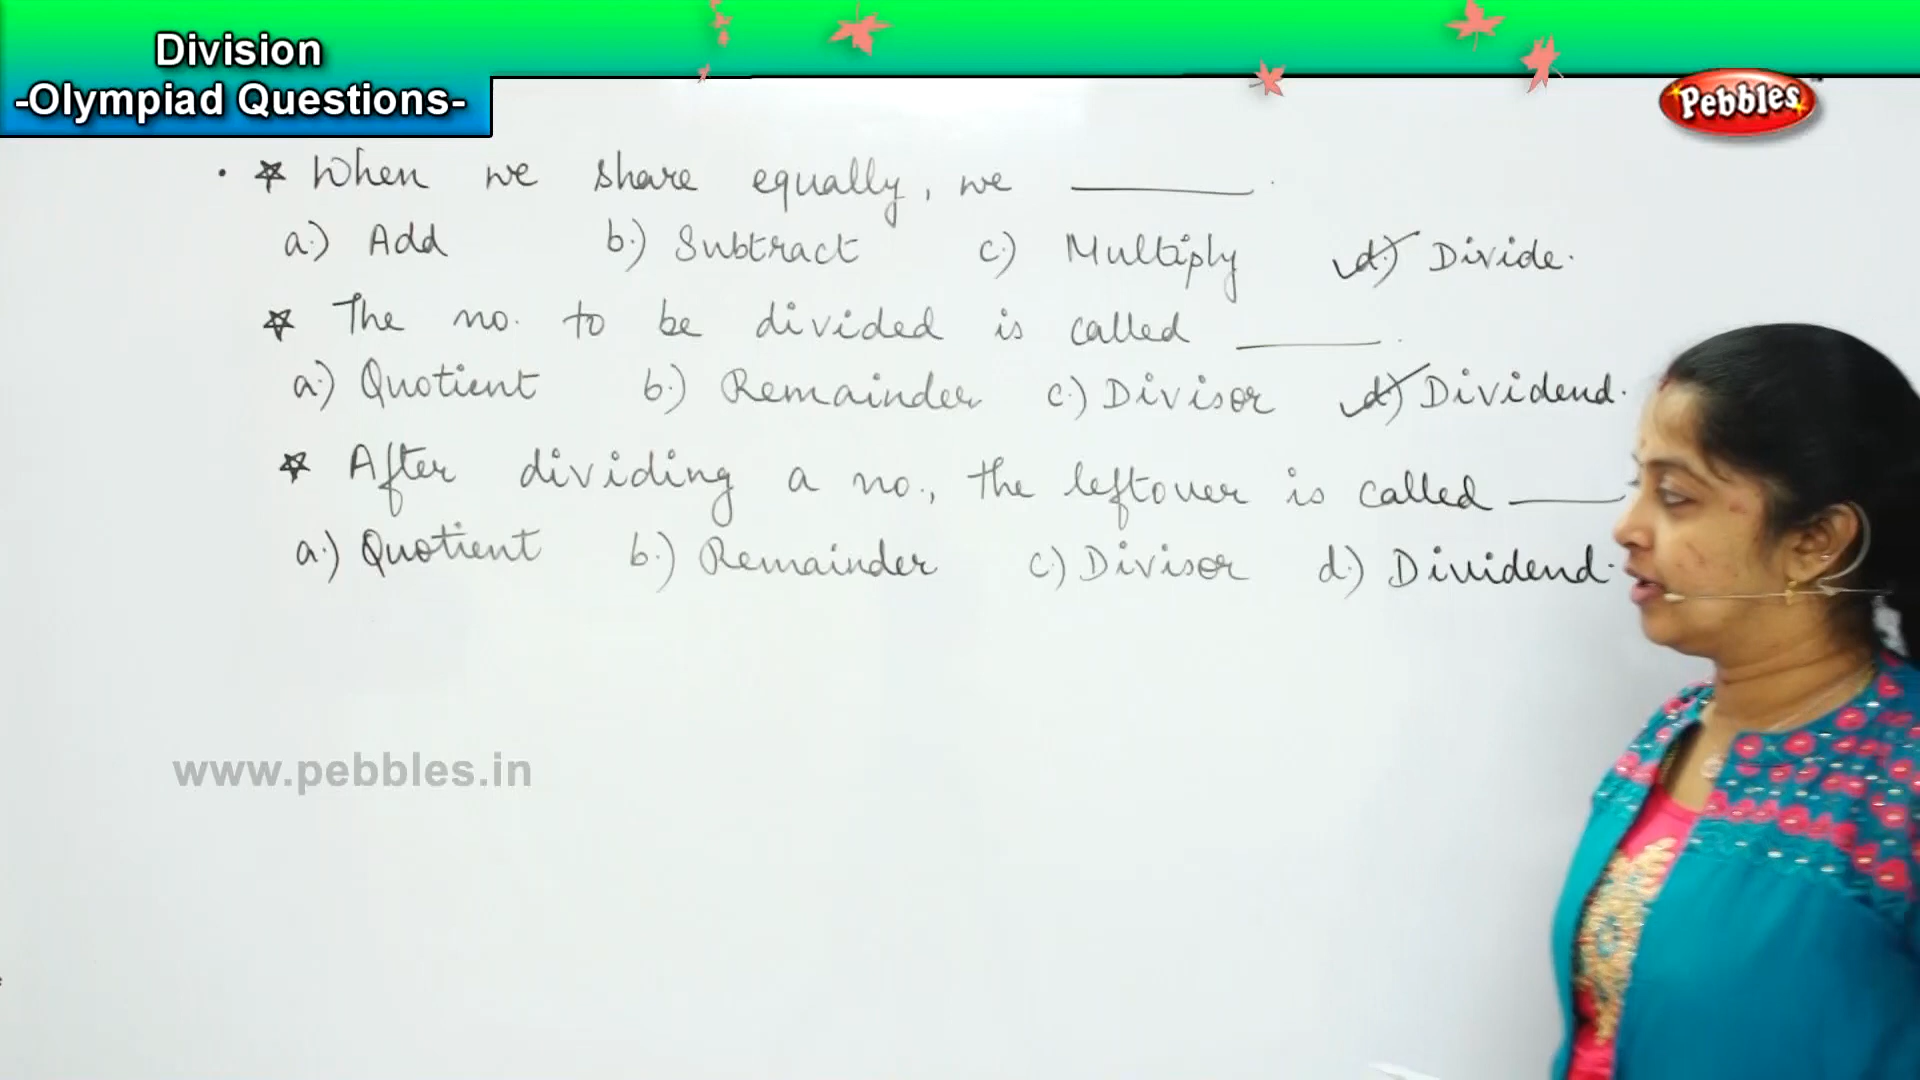 Division
-Olympiad Questions-
Pebbles
. ★ When we share equally, we ______.
a.) Add b.) Subtract c.) Multiply d.) Divide.
★ The no. to be divided is called ______.
a.) Quotient b.) Remainder c.) Divisor d.) Dividend.
★ After dividing a no., the leftover is called ______
a.) Quotient b.) Remainder c.) Divisor d.) Dividend.
www.pebbles.in